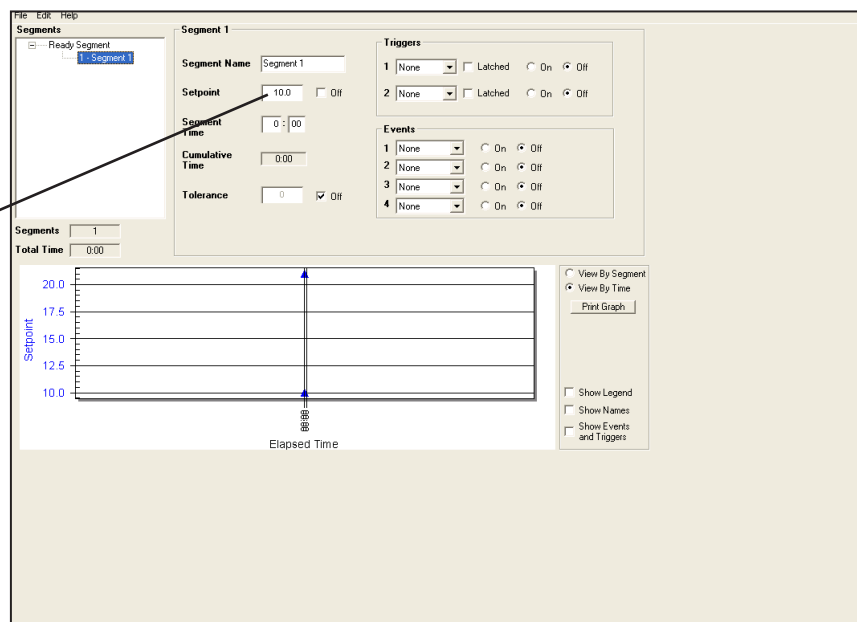 File Edit Help
Segments
Ready Segment
1 - Segment 1
Segments 1
Total Time 0:00
Segment 1
Segment Name Segment 1
Setpoint 10.0 Off
Segment Time 0 : 00
Cumulative Time 0:00
Tolerance 0 Off
Triggers
1 None Latched On Off
2 None Latched On Off
Events
1 None On Off
2 None On Off
3 None On Off
4 None On Off
Setpoint
20.0
17.5
15.0
12.5
10.0
Elapsed Time
View By Segment
View By Time
Print Graph
Show Legend
Show Names
Show Events
and Triggers